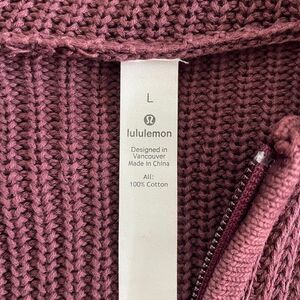 L
lululemon
Designed in
Vancouver
Made in China
All:
100% Cotton